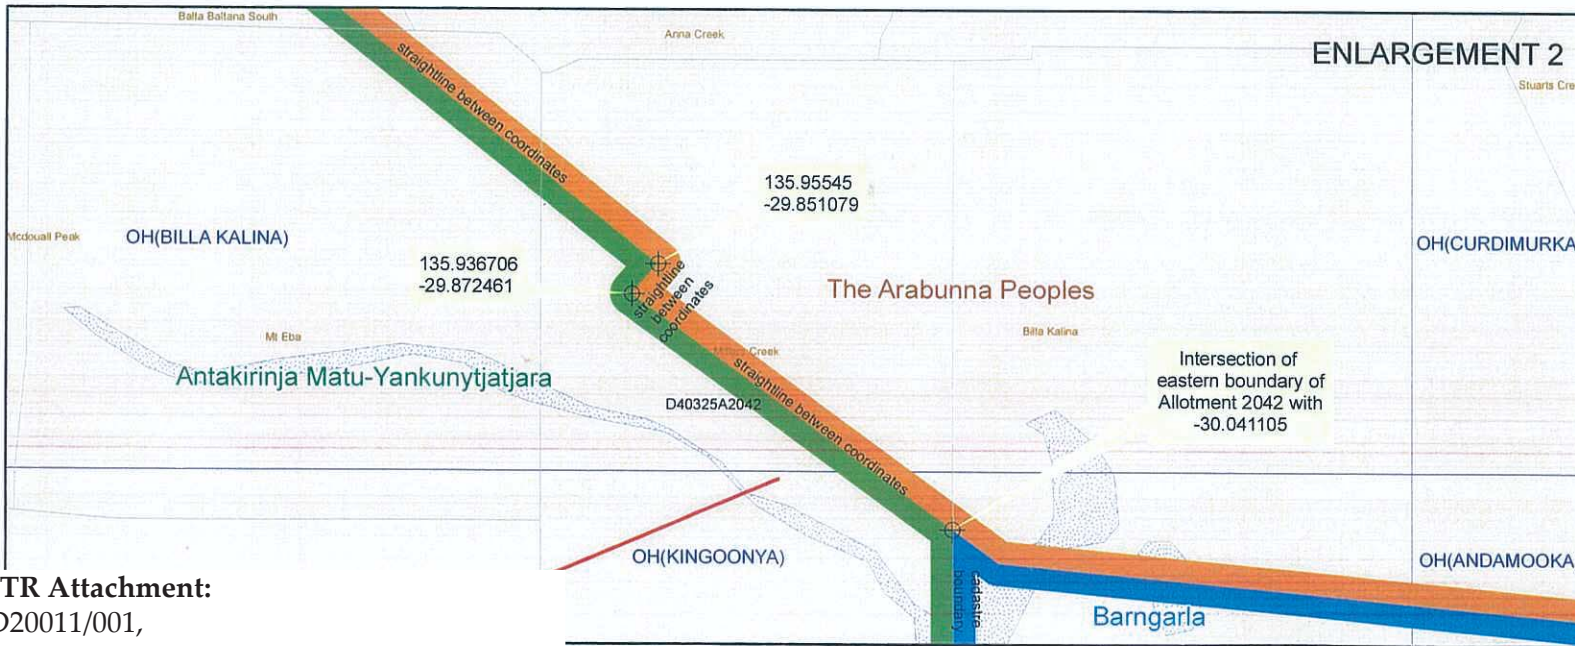 Balta Baltana South
Anna Creek
ENLARGEMENT 2
Stuarts Cre
straightline between coordinates
135.95545
-29.851079
Mcdouall Peak
OH(BILLA KALINA)
OH(CURDIMURKA
135.936706
-29.872461
straightline
between
coordinates
The Arabunna Peoples
Mt Eba
Billa Kalina
Millers Creek
Antakirinja Matu-Yankunytjatjara
straightline between coordinates
Intersection of
eastern boundary of
Allotment 2042 with
-30.041105
D40325A2042
OH(KINGOONYA)
OH(ANDAMOOKA
cadastre
boundary
Barngarla
TR Attachment:
D20011/001,